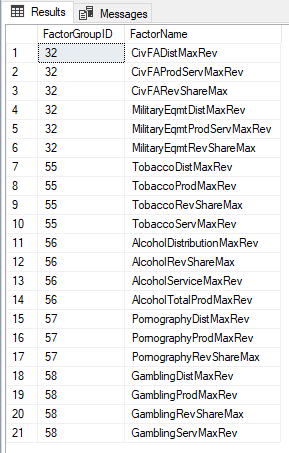 Results Messages
FactorGroupID FactorName
1 32 CivFADistMaxRev
2 32 CivFAProdServMaxRev
3 32 CivFARevShareMax
4 32 MilitaryEqmtDistMaxRev
5 32 MilitaryEqmtProdServMaxRev
6 32 MilitaryEqmtRevShareMax
7 55 TobaccoDistMaxRev
8 55 TobaccoProdMaxRev
9 55 TobaccoRevShareMax
10 55 TobaccoServMaxRev
11 56 AlcoholDistributionMaxRev
12 56 AlcoholRevShareMax
13 56 AlcoholServiceMaxRev
14 56 AlcoholTotalProdMaxRev
15 57 PornographyDistMaxRev
16 57 PornographyProdMaxRev
17 57 PornographyRevShareMax
18 58 GamblingDistMaxRev
19 58 GamblingProdMaxRev
20 58 GamblingRevShareMax
21 58 GamblingServMaxRev